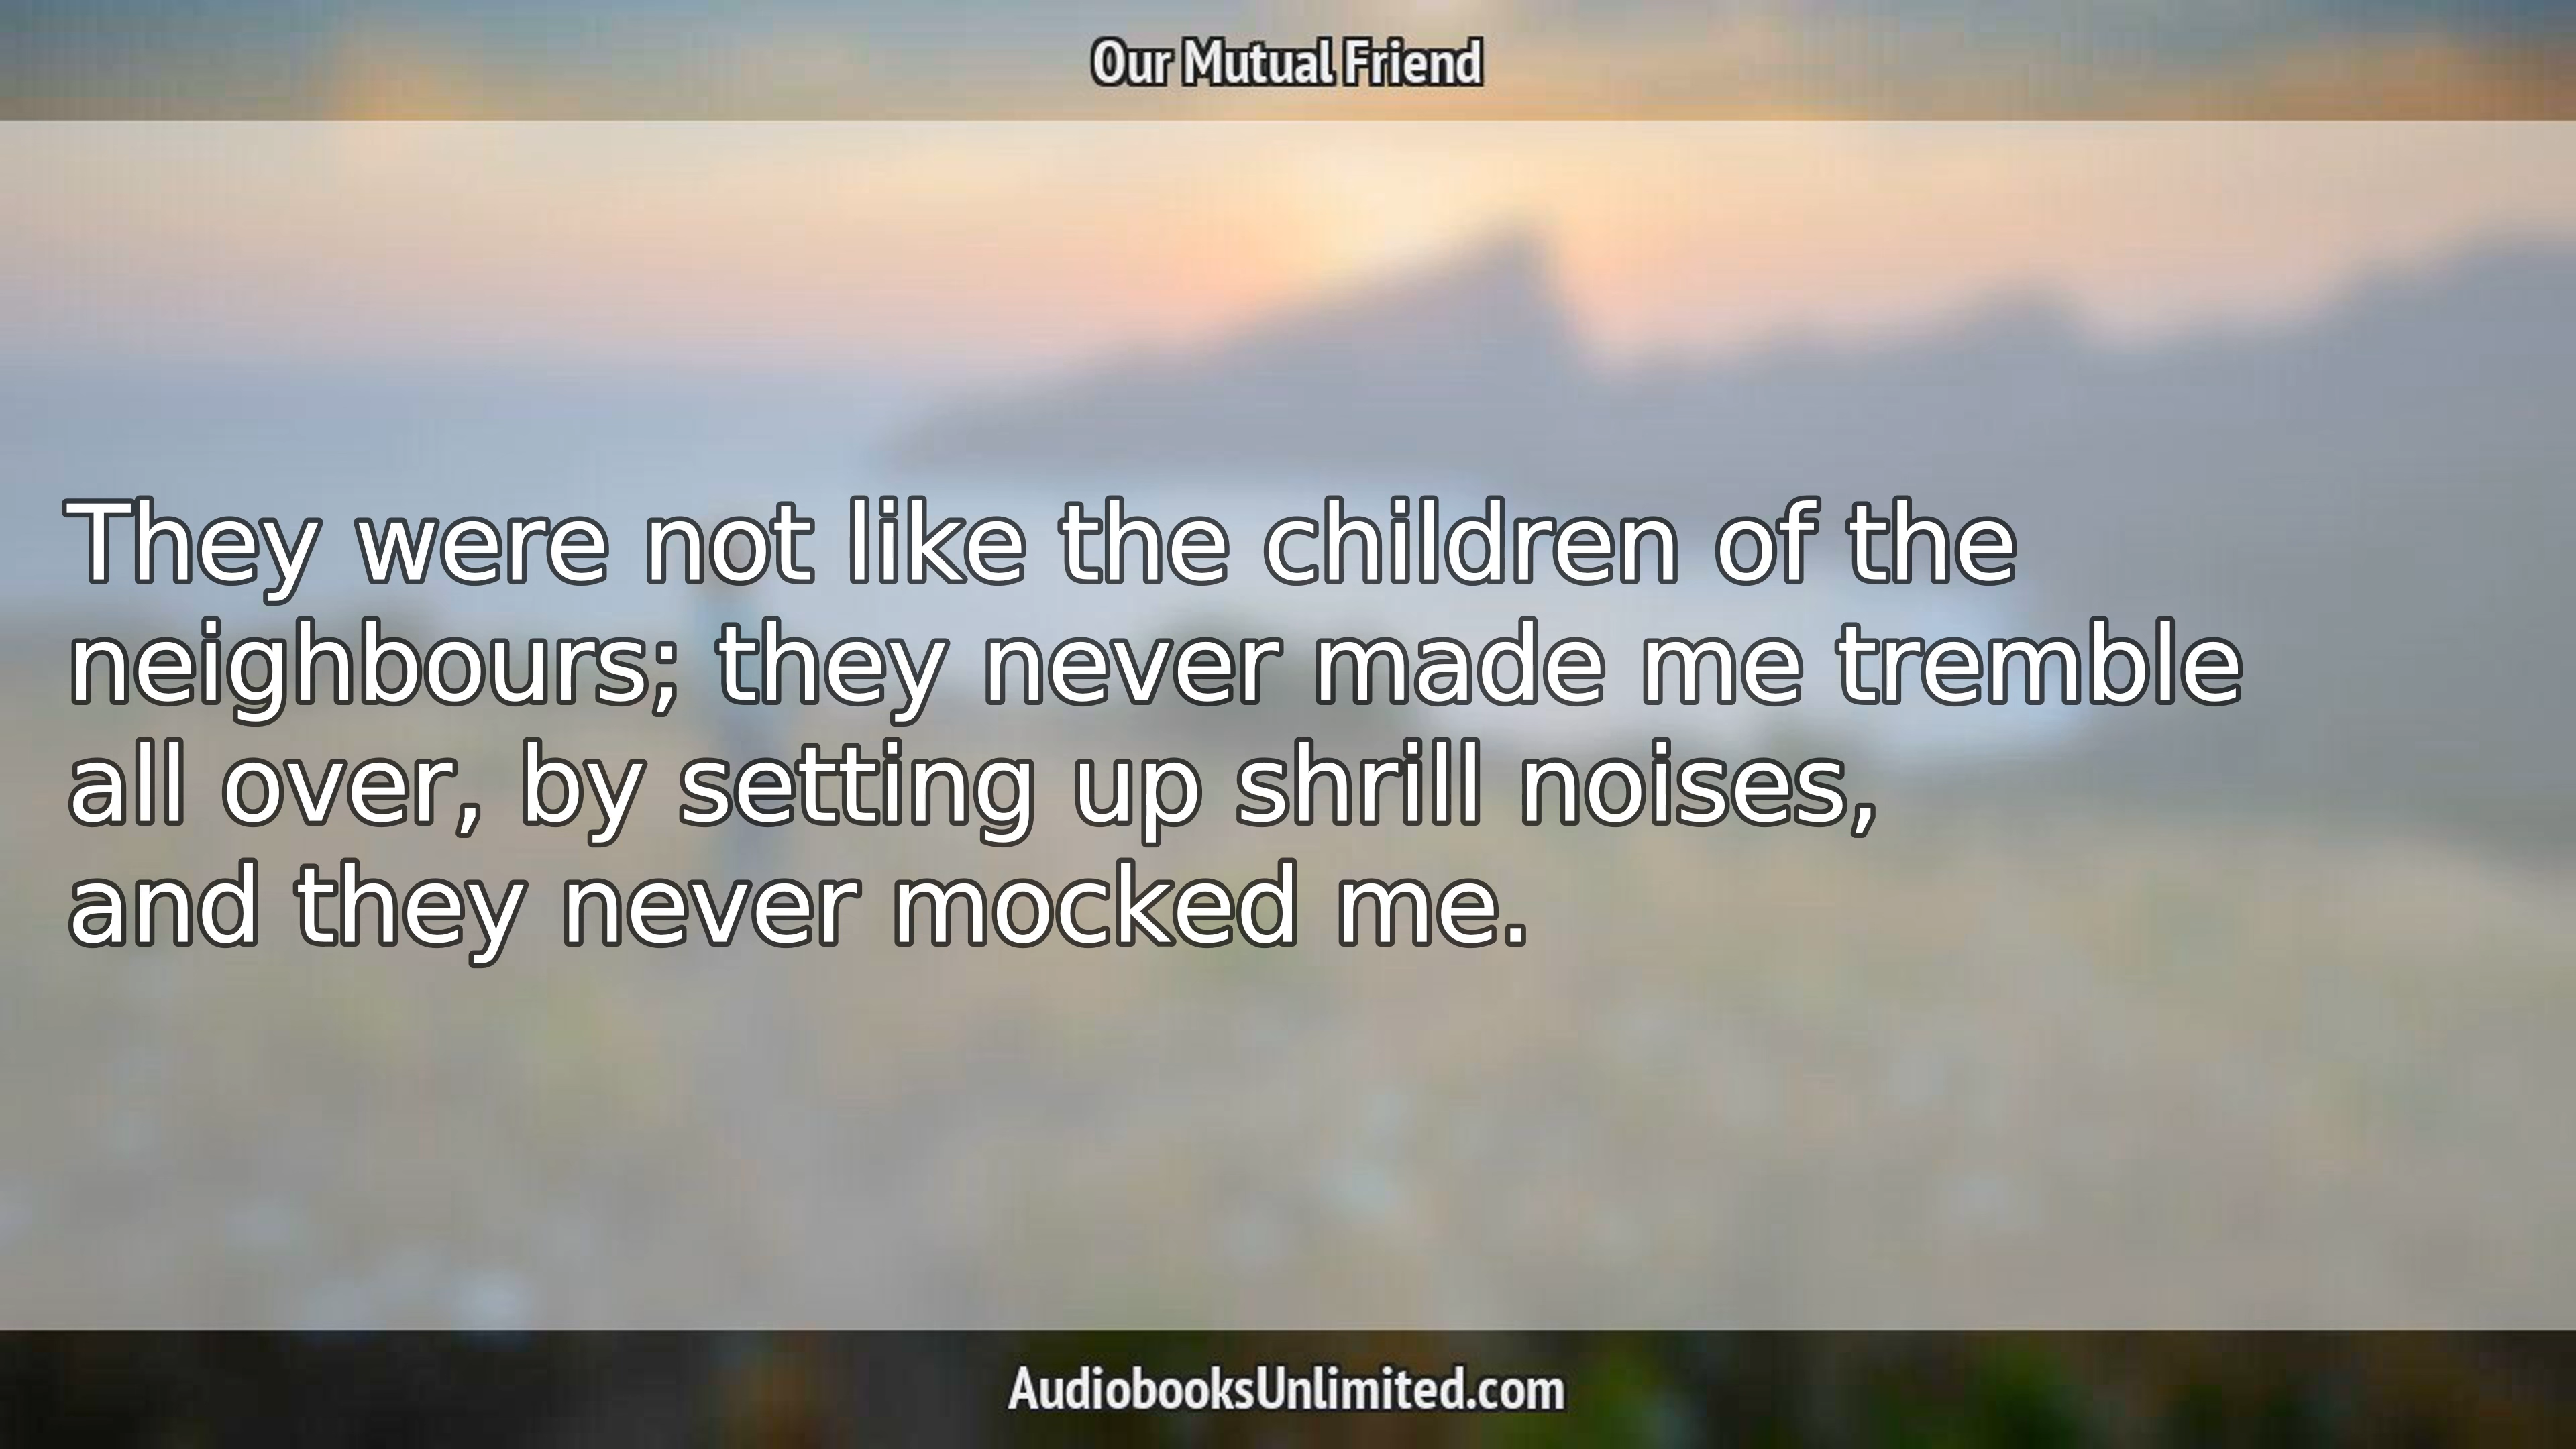 Our Mutual Friend
They were not like the children of the
neighbours; they never made me tremble
all over, by setting up shrill noises,
and they never mocked me.
AudiobooksUnlimited.com